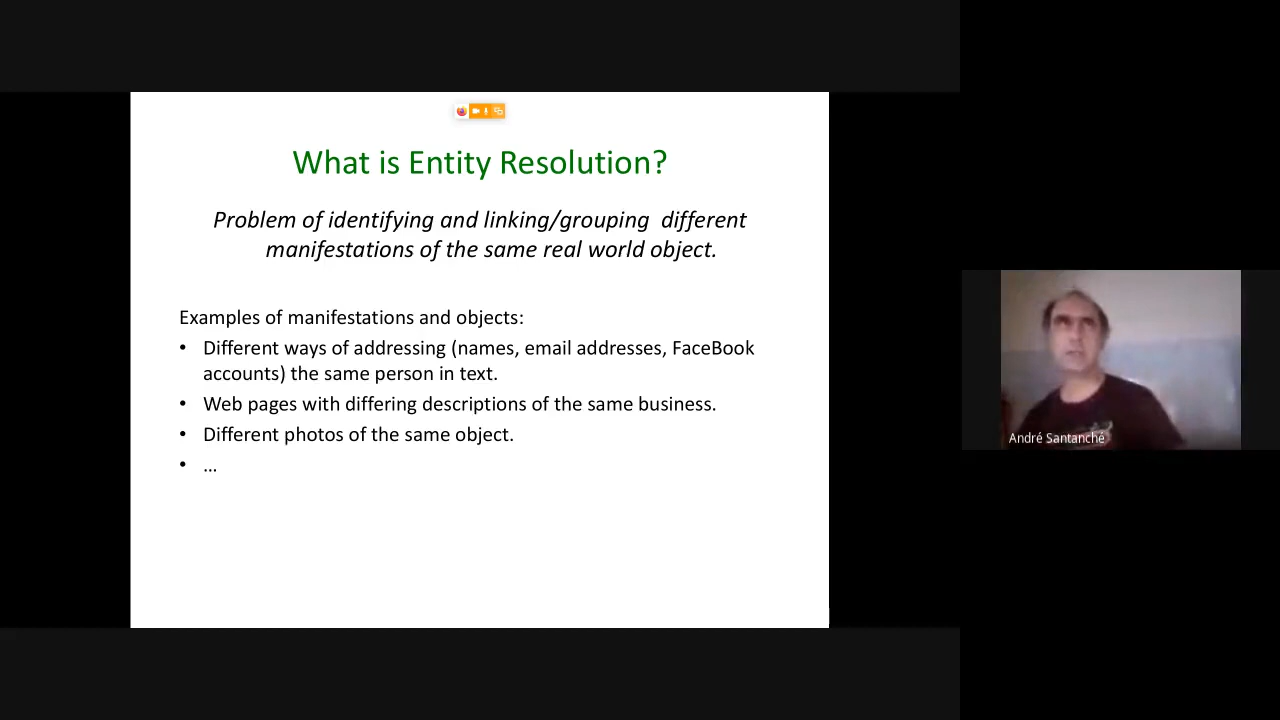 What is Entity Resolution?
Problem of identifying and linking/grouping different
manifestations of the same real world object.
Examples of manifestations and objects:
• Different ways of addressing (names, email addresses, FaceBook
accounts) the same person in text.
• Web pages with differing descriptions of the same business.
• Different photos of the same object.
• ...
André Santanchè